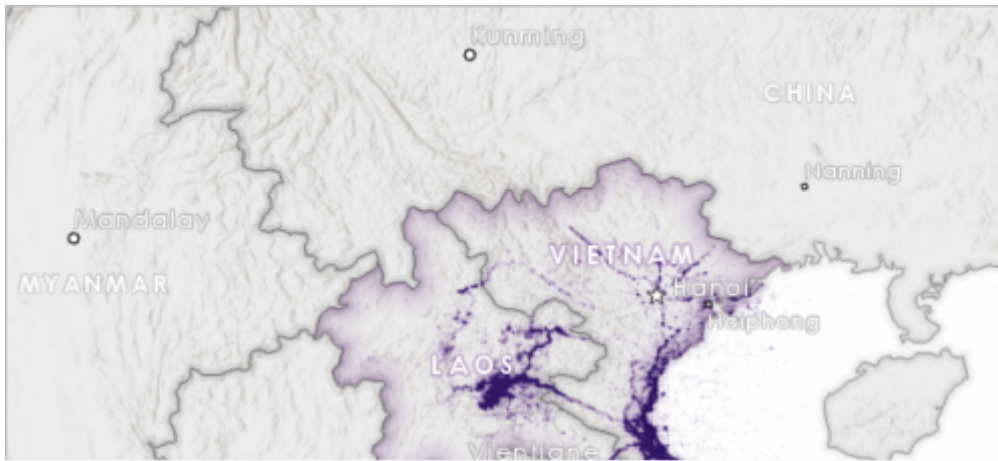 Kunming
CHINA
Nanning
Mandalay
VIETNAM
MYANMAR
Hanoi
Haiphong
LAOS
Vientiane